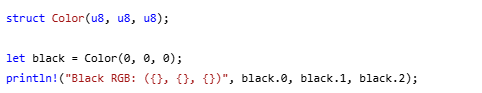 struct Color(u8, u8, u8);
let black = Color(0, 0, 0);
println!("Black RGB: ({}, {}, {})", black.0, black.1, black.2);